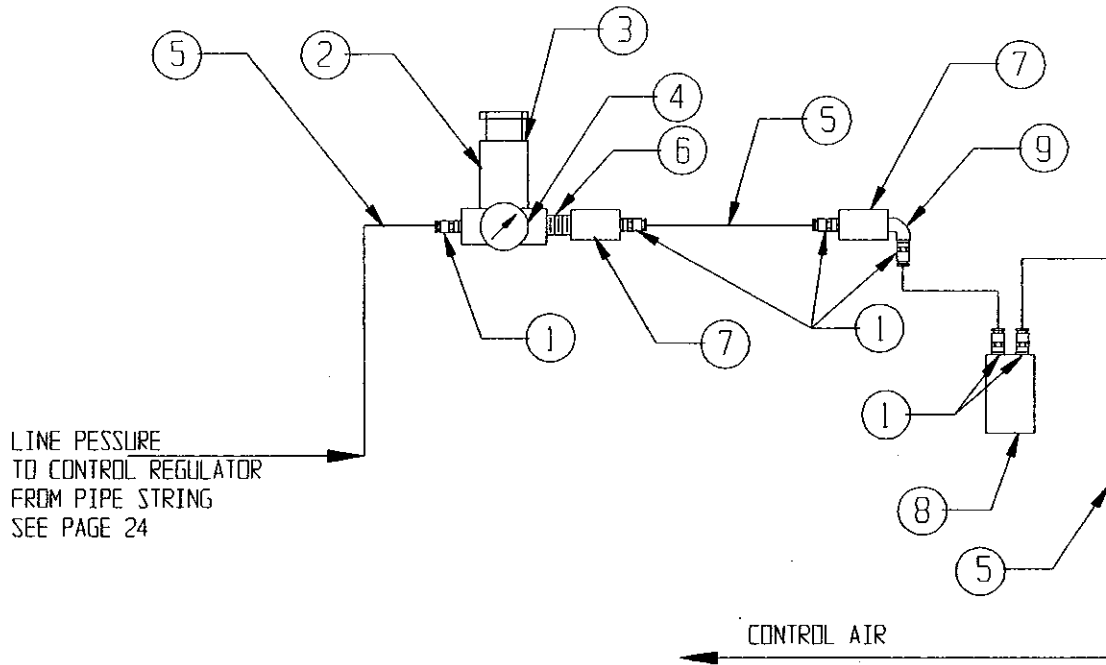 3
5
2
7
4
5
6
9
1
7
1
1
LINE PESSURE
TO CONTROL REGULATOR
FROM PIPE STRING
SEE PAGE 24
8
5
CONTROL AIR